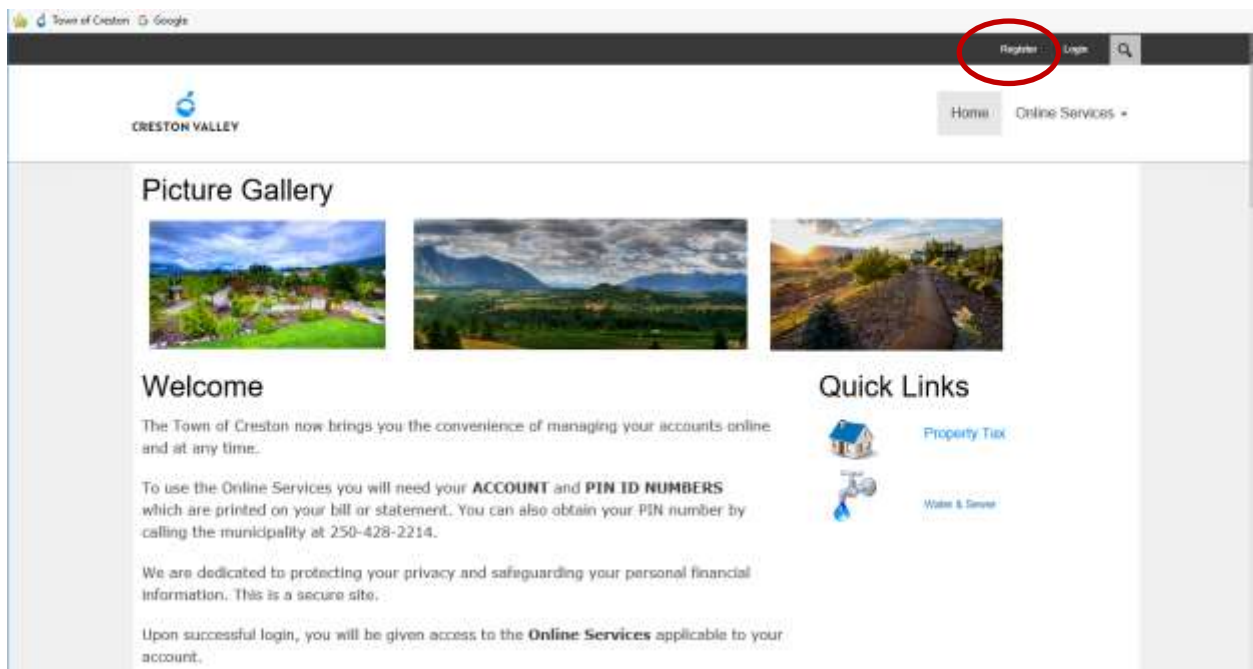 Town of Creston Google
Register Login
CRESTON VALLEY
Home Online Services
Picture Gallery
Welcome
The Town of Creston now brings you the convenience of managing your accounts online
and at any time.
To use the Online Services you will need your ACCOUNT and PIN ID NUMBERS
which are printed on your bill or statement. You can also obtain your PIN number by
calling the municipality at 250-428-2214.
We are dedicated to protecting your privacy and safeguarding your personal financial
information. This is a secure site.
Upon successful login, you will be given access to the Online Services applicable to your
account.
Quick Links
Property Tax
Water & Sewer